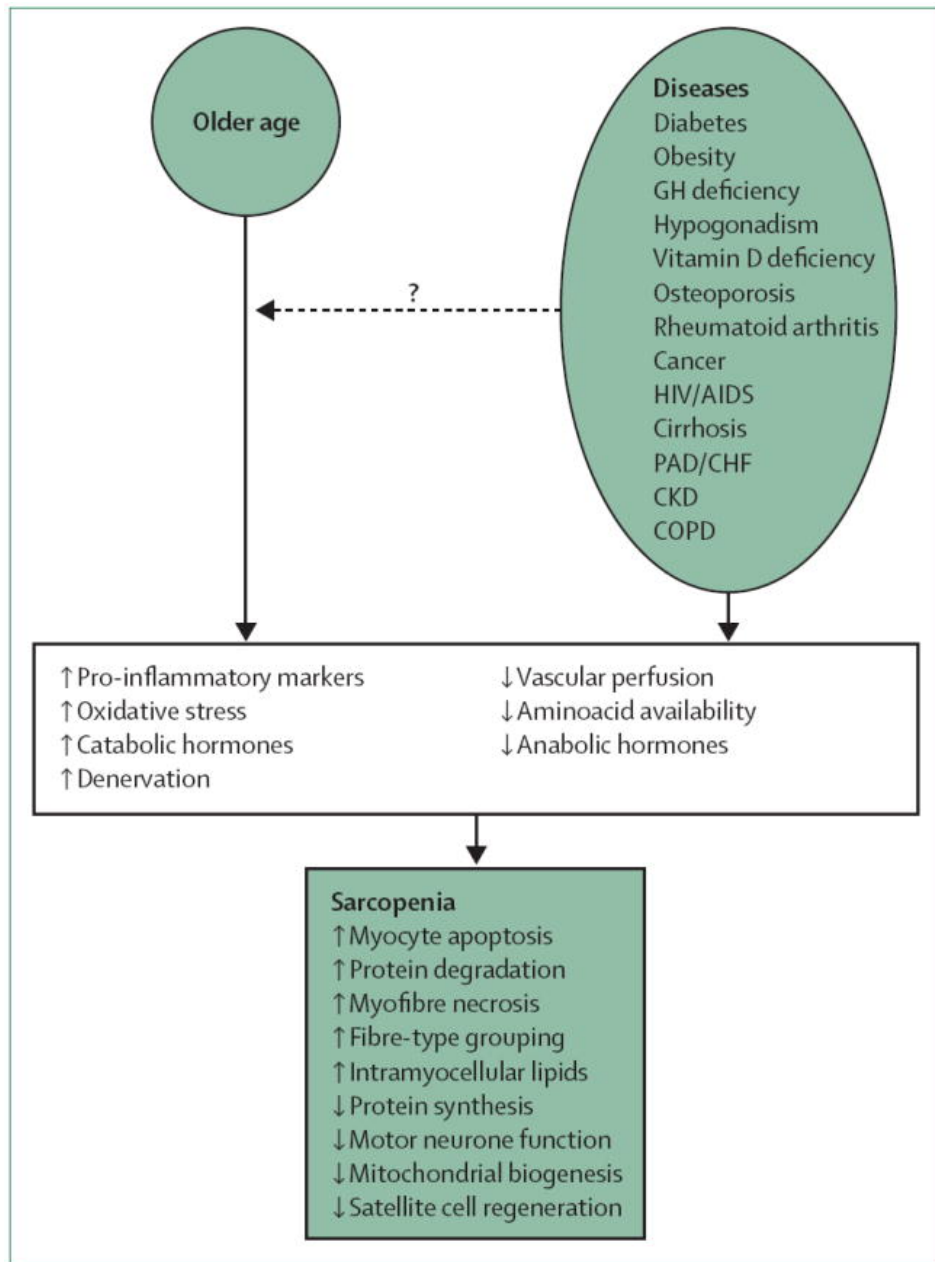 Older age
Diseases
Diabetes
Obesity
GH deficiency
Hypogonadism
Vitamin D deficiency
Osteoporosis
Rheumatoid arthritis
Cancer
HIV/AIDS
Cirrhosis
PAD/CHF
CKD
COPD
?
↑Pro-inflammatory markers
↑Oxidative stress
↑Catabolic hormones
↑Denervation
↓Vascular perfusion
↓Aminoacid availability
↓Anabolic hormones
Sarcopenia
↑Myocyte apoptosis
↑Protein degradation
↑Myofibre necrosis
↑Fibre-type grouping
↑Intramyocellular lipids
↓Protein synthesis
↓Motor neurone function
↓Mitochondrial biogenesis
↓Satellite cell regeneration